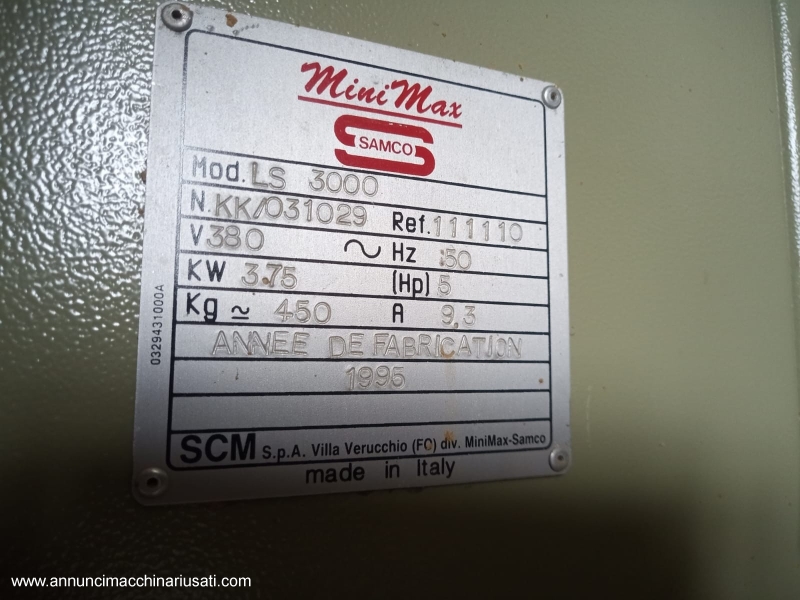 MiniMax
SAMCO
Mod. LS 3000
N. KK/031029 Ref. 111110
V 380 ~ Hz 50
KW 3.75 (Hp) 5
Kg ≃ 450 A 9,3
ANNEE DE FABRICATION
1995
SCM S.p.A. Villa Verucchio (FO) div. MiniMax-Samco
made in Italy
0329431000A
www.annuncimacchinariusati.com